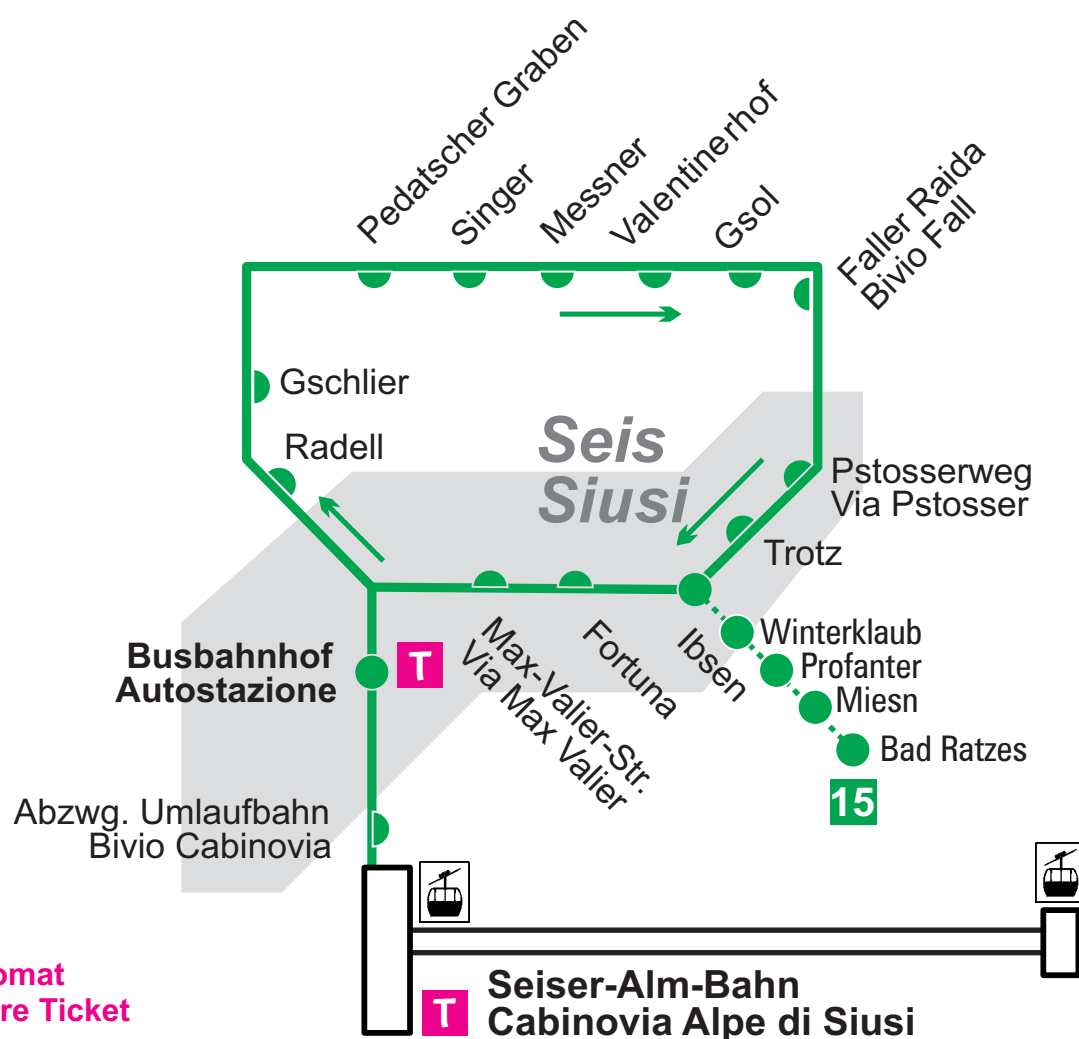 Pedatscher Graben
Singer
Messner
Valentinerhof
Gsol
Faller Raida
Bivio Fall
Gschlier
Radell
Seis
Siusi
Pstosserweg
Via Pstosser
Trotz
Winterklaub
Profanter
Miesn
Bad Ratzes
15
Ibsen
Fortuna
Max-Valier-Str.
Via Max Valier
Busbahnhof
Autostazione
T
Abzwg. Umlaufbahn
Bivio Cabinovia
omat
re Ticket
T
Seiser-Alm-Bahn
Cabinovia Alpe di Siusi